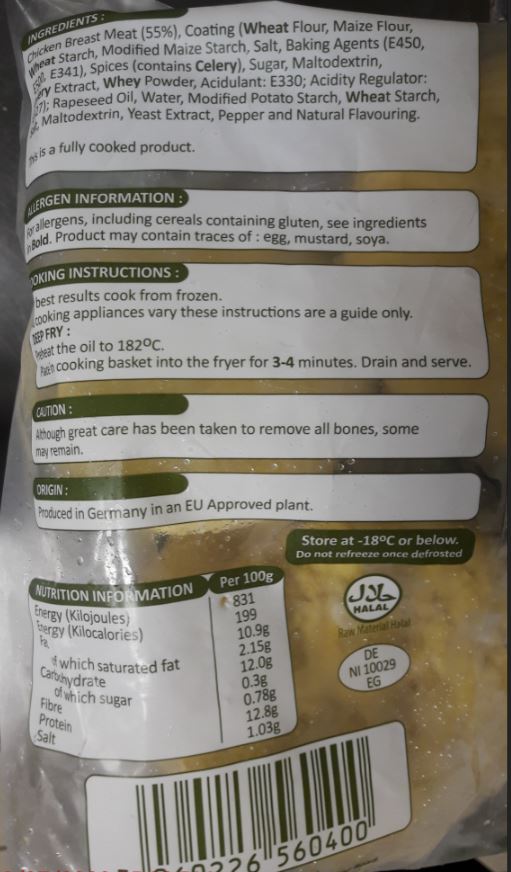 INGREDIENTS :
Chicken Breast Meat (55%), Coating (Wheat Flour, Maize Flour,
Wheat Starch, Modified Maize Starch, Salt, Baking Agents (E450,
E500, E341), Spices (contains Celery), Sugar, Maltodextrin,
Extract, Whey Powder, Acidulant: E330; Acidity Regulator:
Rapeseed Oil, Water, Modified Potato Starch, Wheat Starch,
Maltodextrin, Yeast Extract, Pepper and Natural Flavouring.
This is a fully cooked product.
ALLERGEN INFORMATION :
For allergens, including cereals containing gluten, see ingredients
in Bold. Product may contain traces of : egg, mustard, soya.
COOKING INSTRUCTIONS :
best results cook from frozen.
cooking appliances vary these instructions are a guide only.
DEEP FRY :
Preheat the oil to 182ºC.
cooking basket into the fryer for 3-4 minutes. Drain and serve.
CAUTION :
Although great care has been taken to remove all bones, some
may remain.
ORIGIN :
Produced in Germany in an EU Approved plant.
Store at -18ºC or below.
Do not refreeze once defrosted
NUTRITION INFORMATION Per 100g
Energy (Kilojoules) 831
Energy (Kilocalories) 199
Fat 10.9g
of which saturated fat 2.15g
Carbohydrate 12.0g
of which sugar 0.3g
Fibre 0.78g
Protein 12.8g
Salt 1.03g
HALAL
Raw Material Halal
DE
NI 10029
EG
560400